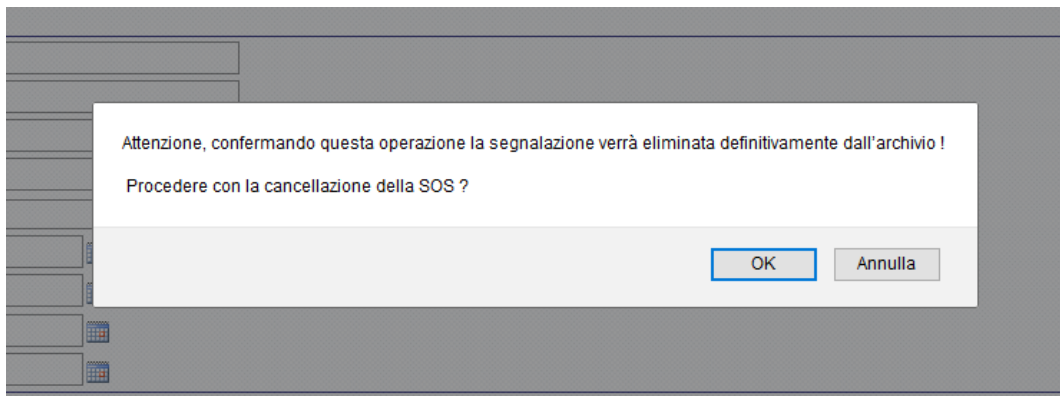 Attenzione, confermando questa operazione la segnalazione verrà eliminata definitivamente dall'archivio !
Procedere con la cancellazione della SOS ?
OK
Annulla